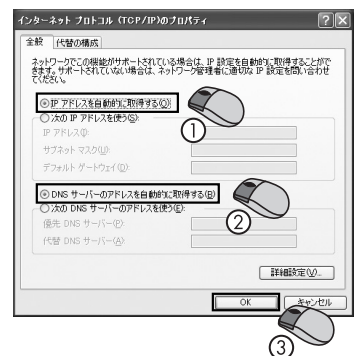 インターネット プロトコル (TCP/IP)のプロパティ
全般 代替の構成
ネットワークでこの機能がサポートされている場合は、IP 設定を自動的に取得することがで
きます。サポートされていない場合は、ネットワーク管理者に適切な IP 設定を問い合わせ
てください。
IP アドレスを自動的に取得する(O)
①
次の IP アドレスを使う(S):
IP アドレス(I):
サブネット マスク(U):
デフォルト ゲートウェイ(D):
DNS サーバーのアドレスを自動的に取得する(B)
②
次の DNS サーバーのアドレスを使う(E):
優先 DNS サーバー(P):
代替 DNS サーバー(A):
詳細設定(V)...
OK キャンセル
③